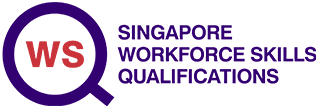 WS
SINGAPORE
WORKFORCE SKILLS
QUALIFICATIONS